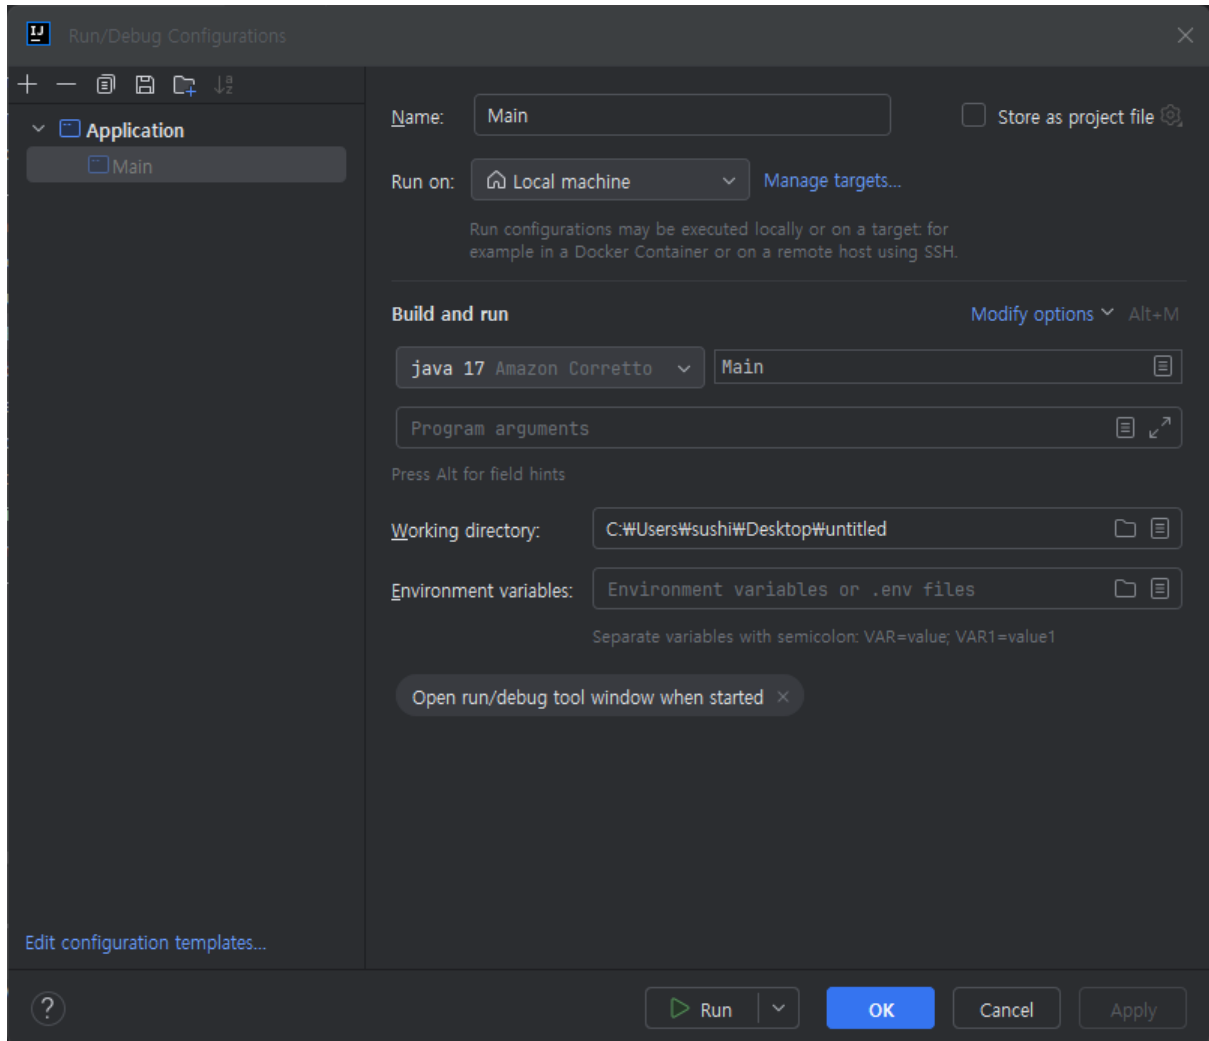 Run/Debug Configurations
Application
Main
Name: Main
Store as project file
Run on: Local machine Manage targets...
Run configurations may be executed locally or on a target: for
example in a Docker Container or on a remote host using SSH.
Build and run
Modify options Alt+M
java 17 Amazon Corretto
Main
Program arguments
Press Alt for field hints
Working directory: C:₩Users₩sushi₩Desktop₩untitled
Environment variables: Environment variables or .env files
Separate variables with semicolon: VAR=value; VAR1=value1
Open run/debug tool window when started
Edit configuration templates...
? Run OK Cancel Apply